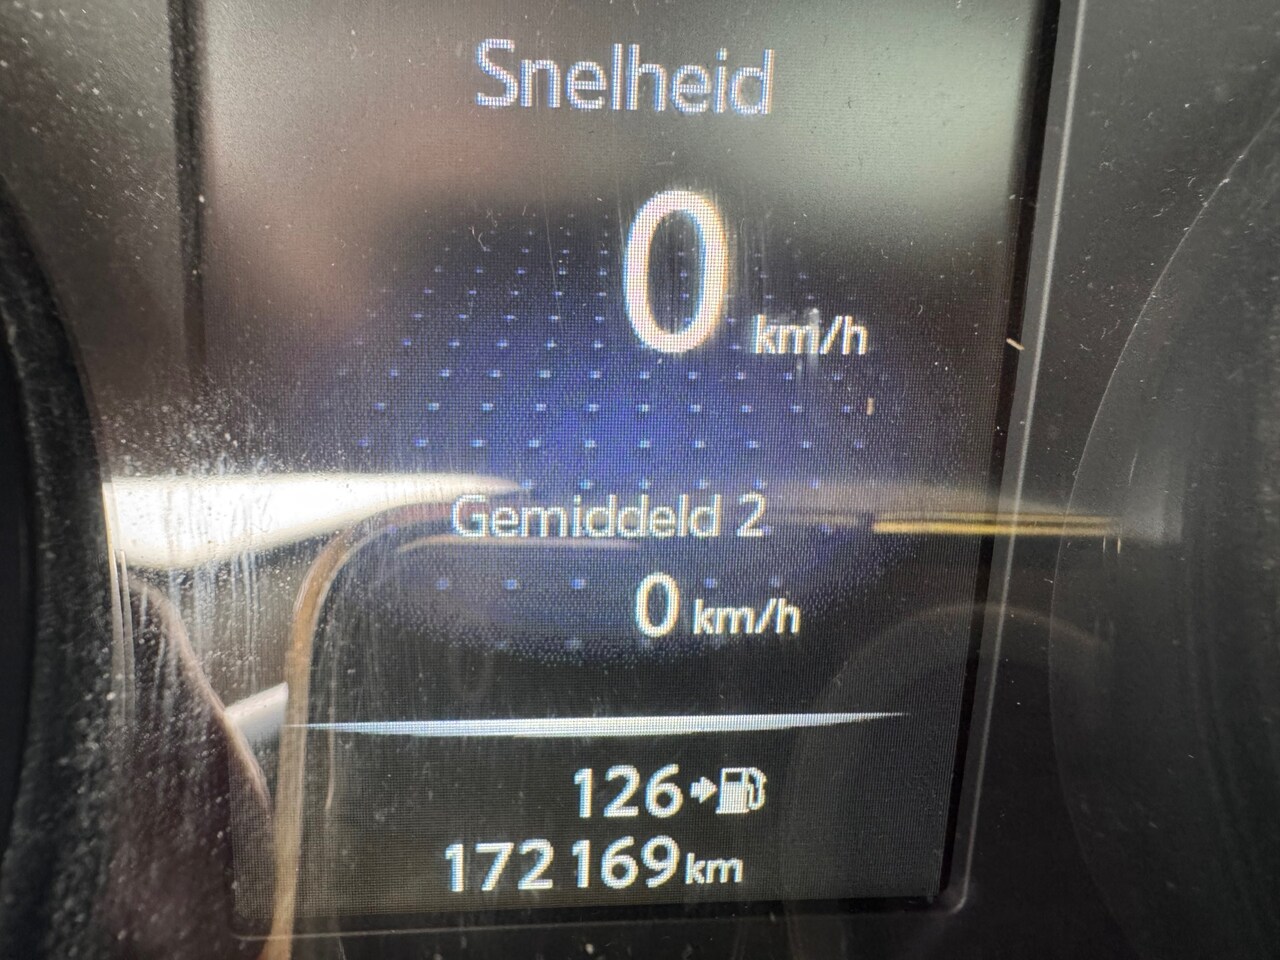 Snelheid
0 km/h
Gemiddeld 2
0 km/h
126
172169 km